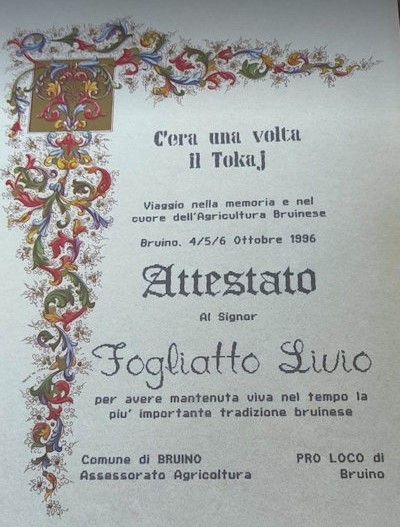 C'era una volta
il Tokaj
Viaggio nella memoria e nel
cuore dell'Agricoltura Bruinese
Bruino, 4/5/6 Ottobre 1996
Attestato
Al Signor
Fogliatto Livio
per avere mantenuta viva nel tempo la
piu' importante tradizione bruinese
Comune di BRUINO
Assessorato Agricoltura
PRO LOCO di
Bruino